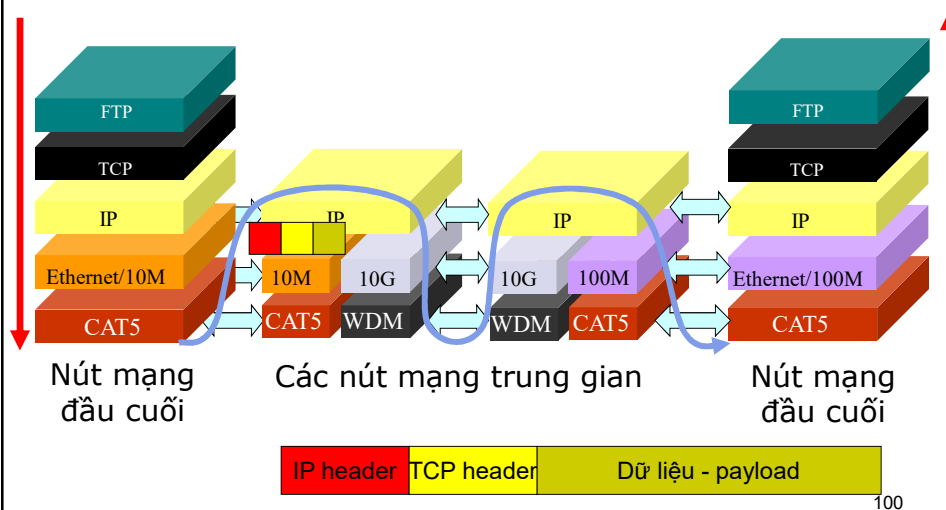 FTP
TCP
IP
Ethernet/10M
CAT5
IP
10M
10G
CAT5
WDM
IP
10G
100M
WDM
CAT5
FTP
TCP
IP
Ethernet/100M
CAT5
Nút mạng
đầu cuối
Các nút mạng trung gian
Nút mạng
đầu cuối
IP header
TCP header
Dữ liệu - payload
100